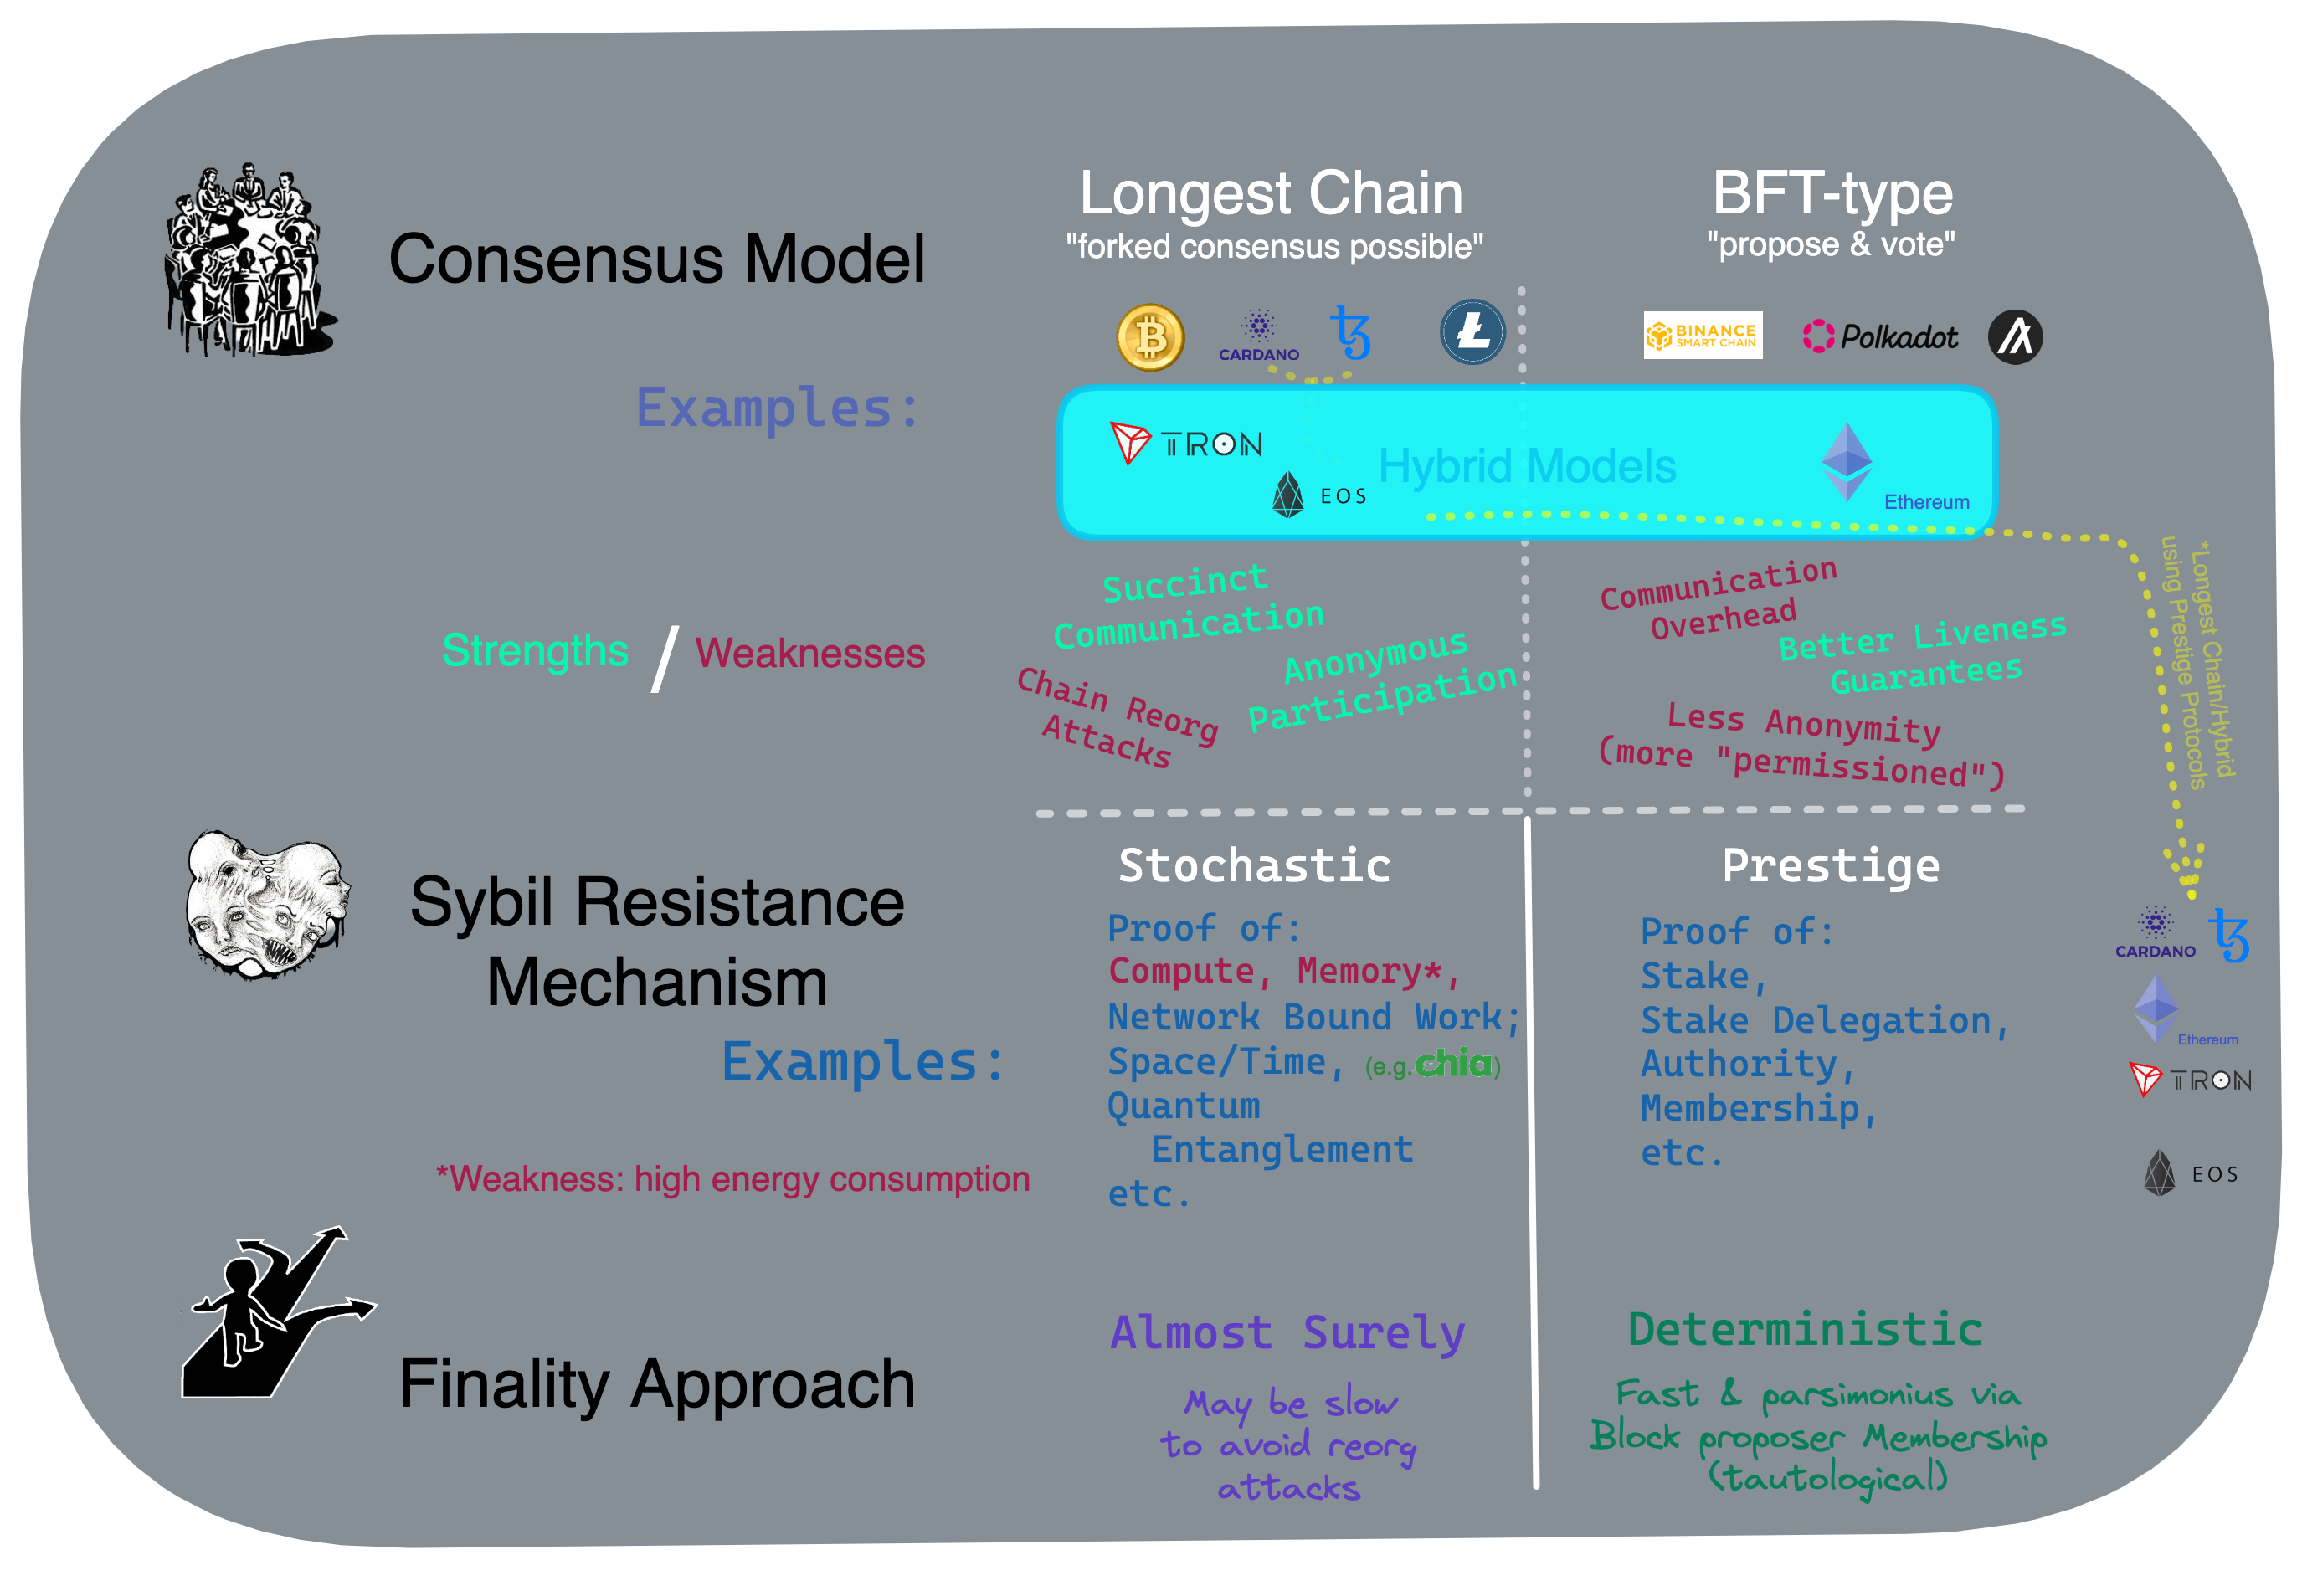 Consensus Model
Longest Chain
"forked consensus possible"
BFT-type
"propose & vote"
CARDANO
BINANCE
SMART CHAIN
Polkadot
Examples:
TRON
EOS
Hybrid Models
Ethereum
Strengths / Weaknesses
Succinct
Communication
Anonymous
Participation
Chain Reorg
Attacks
Communication
Overhead
Better Liveness
Guarantees
Less Anonymity
(more "permissioned")
*Longest Chain/Hybrid
using Prestige Protocols
Sybil Resistance
Mechanism
Examples:
*Weakness: high energy consumption
Stochastic
Proof of:
Compute, Memory*,
Network Bound Work;
Space/Time, (e.g. chia)
Quantum
Entanglement
etc.
Prestige
Proof of:
Stake,
Stake Delegation,
Authority,
Membership,
etc.
CARDANO
Ethereum
TRON
EOS
Finality Approach
Almost Surely
May be slow
to avoid reorg
attacks
Deterministic
Fast & parsimonius via
Block proposer Membership
(tautological)